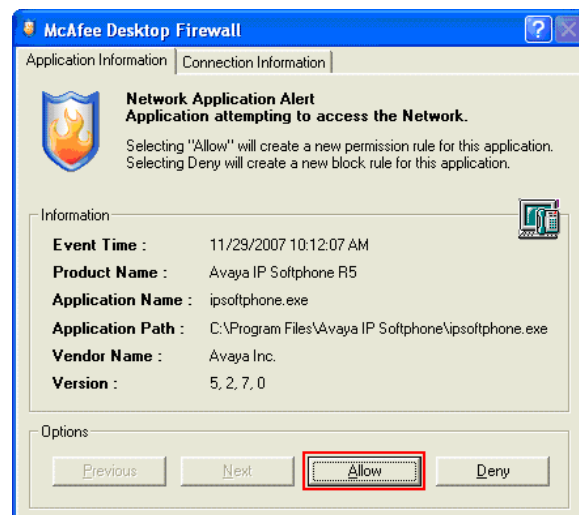 McAfee Desktop Firewall
Application Information
Connection Information
Network Application Alert
Application attempting to access the Network.
Selecting "Allow" will create a new permission rule for this application.
Selecting Deny will create a new block rule for this application.
Information
Event Time : 11/29/2007 10:12:07 AM
Product Name : Avaya IP Softphone R5
Application Name : ipsoftphone.exe
Application Path : C:\Program Files\Avaya IP Softphone\ipsoftphone.exe
Vendor Name : Avaya Inc.
Version : 5, 2, 7, 0
Options
Previous
Next
Allow
Deny